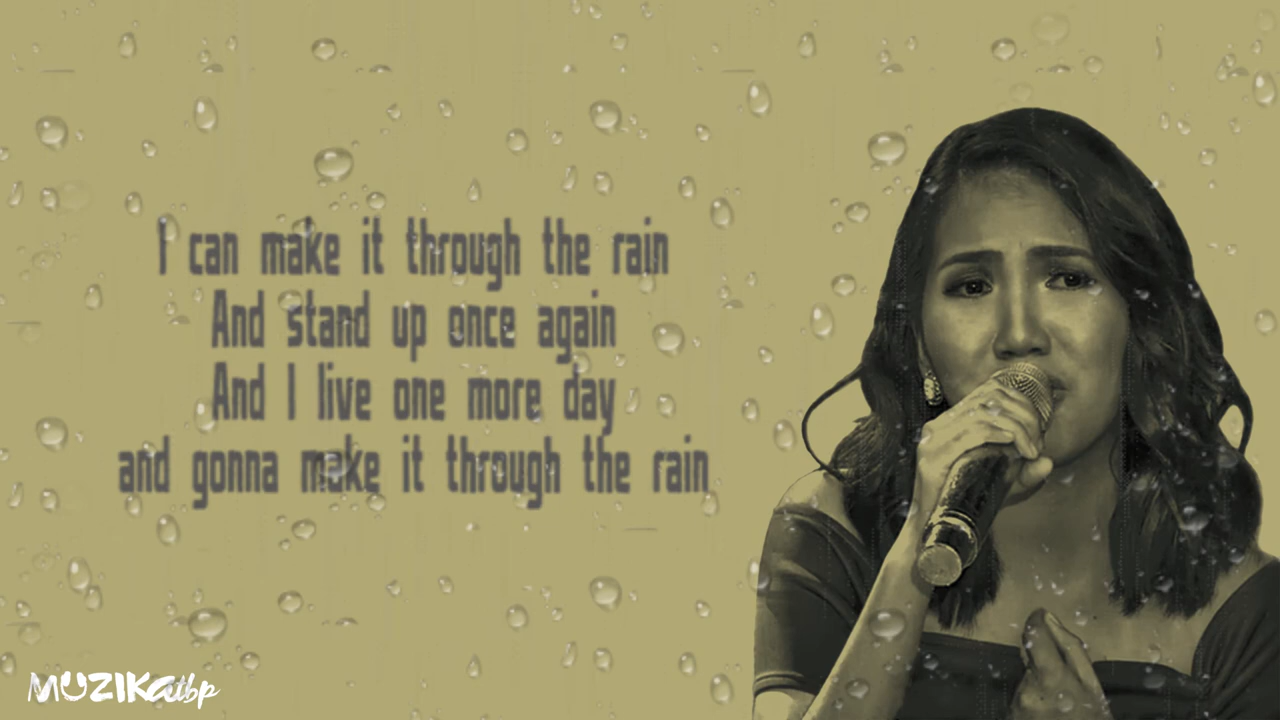 I can make it through the rain
And stand up once again
And I live one more day
and gonna make it through the rain
MUZIKatbp